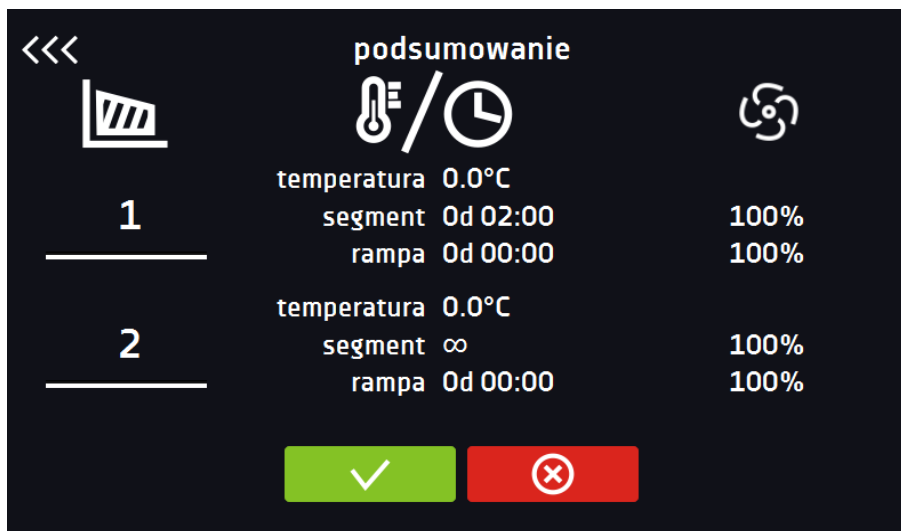 <<< podsumowanie
temperatura 0.0°C
1 segment 0d 02:00 100%
rampa 0d 00:00 100%
temperatura 0.0°C
2 segment ∞ 100%
rampa 0d 00:00 100%